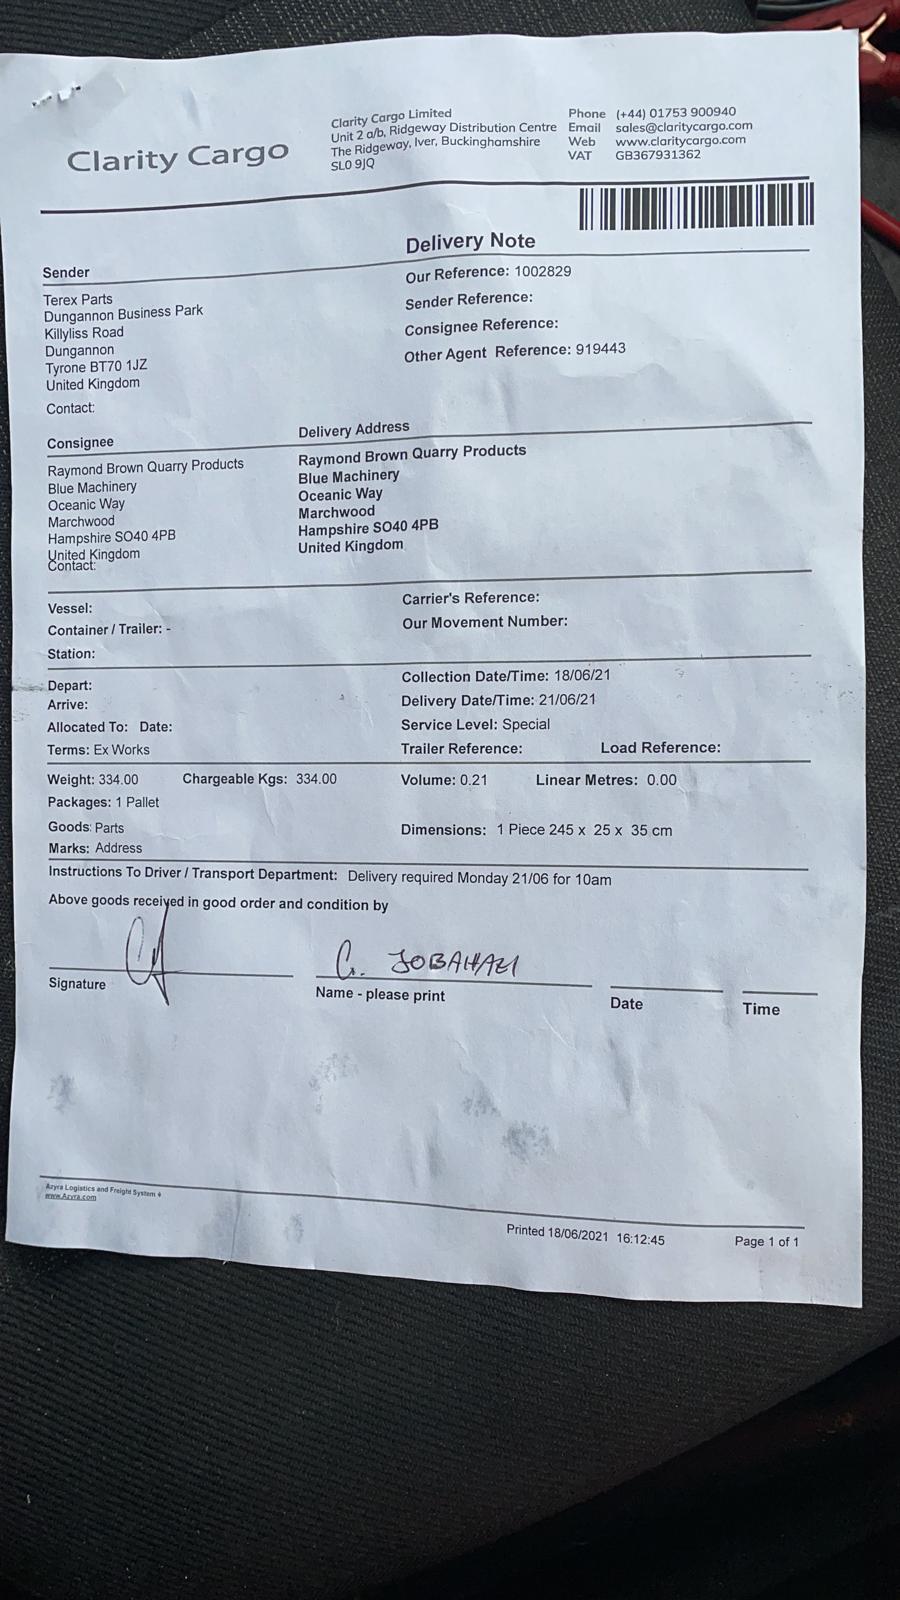 Clarity Cargo
Clarity Cargo Limited
Unit 2 a/b, Ridgeway Distribution Centre
The Ridgeway, Iver, Buckinghamshire
SL0 9JQ
Phone (+44) 01753 900940
Email sales@claritycargo.com
Web www.claritycargo.com
VAT GB367931362
Delivery Note
Sender
Terex Parts
Dungannon Business Park
Killyliss Road
Dungannon
Tyrone BT70 1JZ
United Kingdom
Contact:
Our Reference: 1002829
Sender Reference:
Consignee Reference:
Other Agent Reference: 919443
Consignee
Raymond Brown Quarry Products
Blue Machinery
Oceanic Way
Marchwood
Hampshire SO40 4PB
United Kingdom
Contact:
Delivery Address
Raymond Brown Quarry Products
Blue Machinery
Oceanic Way
Marchwood
Hampshire SO40 4PB
United Kingdom
Vessel:
Container / Trailer: -
Station:
Carrier's Reference:
Our Movement Number:
Depart:
Arrive:
Allocated To: Date:
Terms: Ex Works
Collection Date/Time: 18/06/21
Delivery Date/Time: 21/06/21
Service Level: Special
Trailer Reference: Load Reference:
Weight: 334.00 Chargeable Kgs: 334.00 Volume: 0.21 Linear Metres: 0.00
Packages: 1 Pallet
Goods: Parts Dimensions: 1 Piece 245 x 25 x 35 cm
Marks: Address
Instructions To Driver / Transport Department: Delivery required Monday 21/06 for 10am
Above goods received in good order and condition by
G.
Signature Name - please print Date Time
Azyra Logistics and Freight System
www.Azyra.com
Printed 18/06/2021 16:12:45 Page 1 of 1